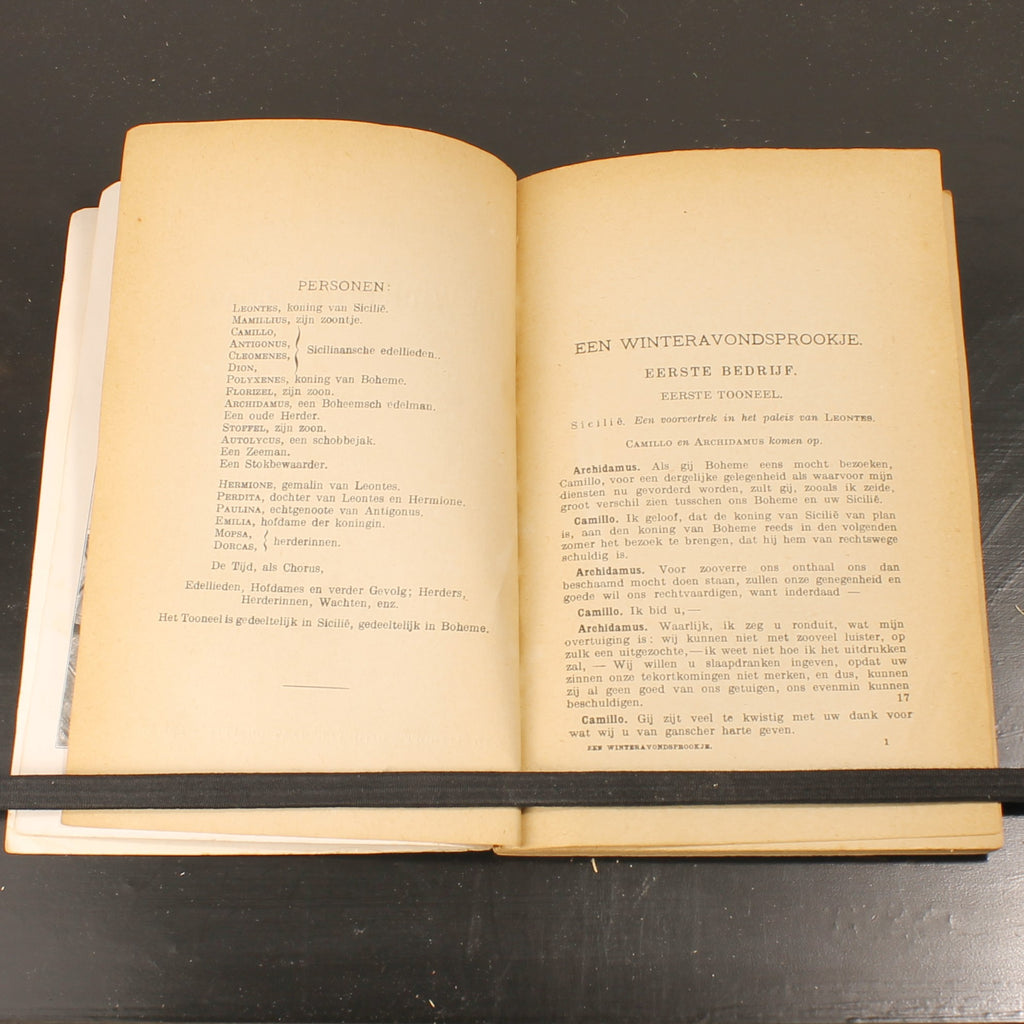 PERSONEN:
LEONTES, koning van Sicilië.
MAMILLIUS, zijn zoontje.
CAMILLO,
ANTIGONUS,
CLEOMENES,
DION,
Siciliaansche edellieden.
POLYXENES, koning van Boheme.
FLORIZEL, zijn zoon.
ARCHIDAMUS, een Boheemsch edelman.
Een oude Herder.
STOFFEL, zijn zoon.
AUTOLYCUS, een schobbejak.
Een Zeeman.
Een Stokbewaarder.
HERMIONE, gemalin van Leontes.
PERDITA, dochter van Leontes en Hermione.
PAULINA, echtgenoote van Antigonus.
EMILIA, hofdame der koningin.
MOPSA,
DORCAS,
herderinnen.
De Tijd, als Chorus,
Edellieden, Hofdames en verder Gevolg; Herders,
Herderinnen, Wachten, enz.
Het Tooneel is gedeeltelijk in Sicilië, gedeeltelijk in Boheme.
EEN WINTERAVONDSPROOKJE.
EERSTE BEDRIJF.
EERSTE TOONEEL.
Sicilië. Een voorvertrek in het paleis van LEONTES.
CAMILLO en ARCHIDAMUS komen op.
Archidamus. Als gij Boheme eens mocht bezoeken,
Camillo, voor een dergelijke gelegenheid als waarvoor mijn
diensten nu gevorderd worden, zult gij, zooals ik zeide,
groot verschil zien tusschen ons Boheme en uw Sicilië.
Camillo. Ik geloof, dat de koning van Sicilië van plan
is, aan den koning van Boheme reeds in den volgenden
zomer het bezoek te brengen, dat hij hem van rechtswege
schuldig is.
Archidamus. Voor zooverre ons onthaal ons dan
beschaamd mocht doen staan, zullen onze genegenheid en
goede wil ons rechtvaardigen, want inderdaad —
Camillo. Ik bid u, —
Archidamus. Waarlijk, ik zeg u ronduit, wat mijn
overtuiging is: wij kunnen niet met zooveel luister, op
zulk een uitgezochte, — ik weet niet hoe ik het uitdrukken
zal, — Wij willen u slaapdranken ingeven, opdat uw
zinnen onze tekortkomingen niet merken, en dus, kunnen
zij al geen goed van ons getuigen, ons evenmin kunnen
beschuldigen. 17
Camillo. Gij zijt veel te kwistig met uw dank voor
wat wij u van ganscher harte geven.
EEN WINTERAVONDSPROOKJE. 1